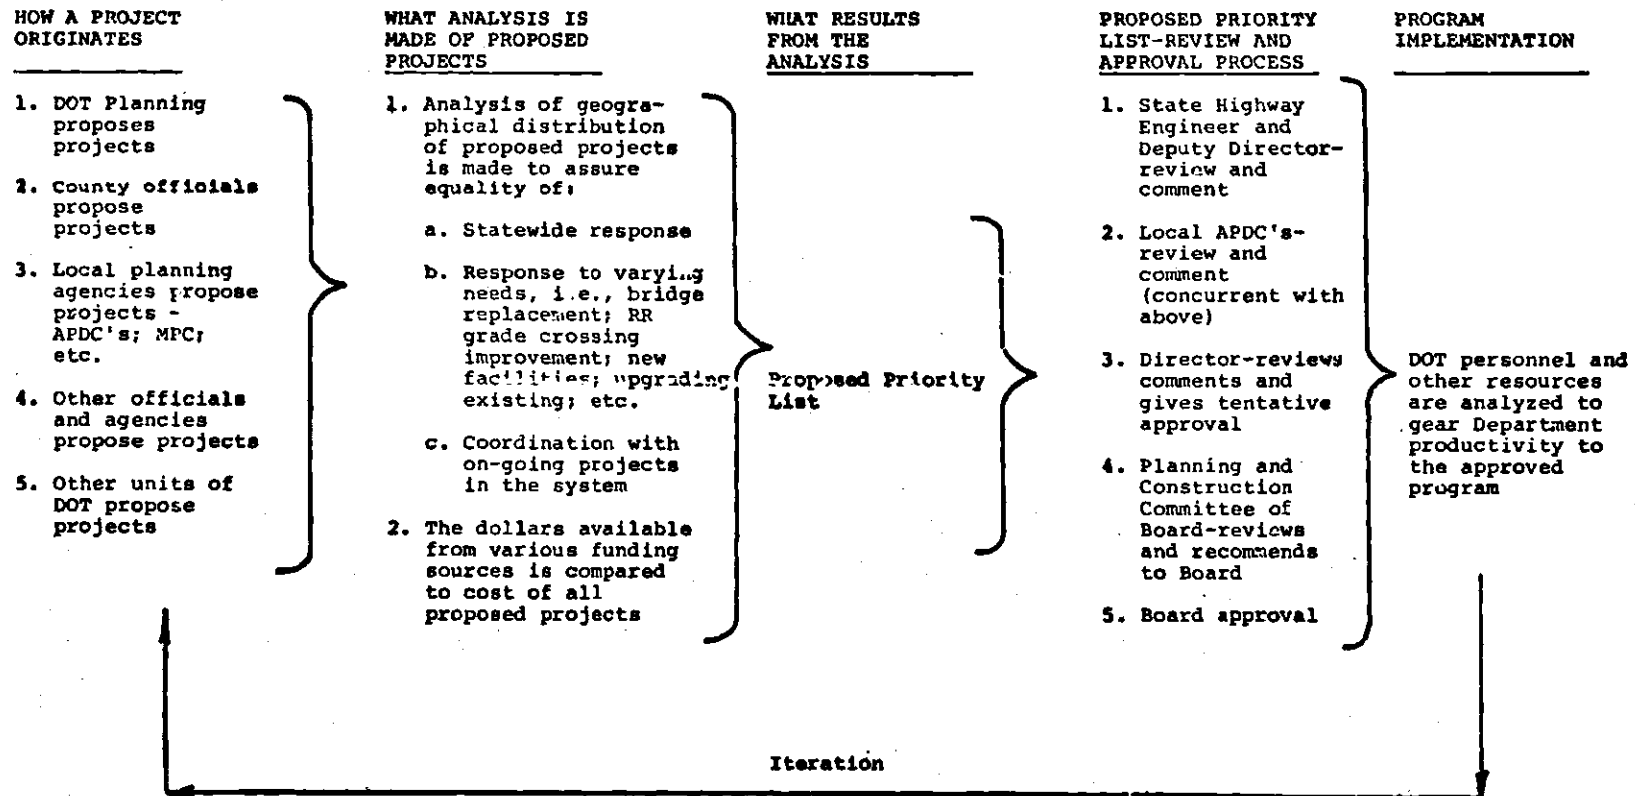 HOW A PROJECT
ORIGINATES
1. DOT Planning
proposes
projects
2. County officials
propose
projects
3. Local planning
agencies propose
projects -
APDC's; MPC;
etc.
4. Other officials
and agencies
propose projects
5. Other units of
DOT propose
projects
WHAT ANALYSIS IS
MADE OF PROPOSED
PROJECTS
1. Analysis of geogra-
phical distribution
of proposed projects
is made to assure
equality of:
a. Statewide response
b. Response to varying
needs, i.e., bridge
replacement; RR
grade crossing
improvement; new
facilities; upgrading
existing; etc.
c. Coordination with
on-going projects
in the system
2. The dollars available
from various funding
sources is compared
to cost of all
proposed projects
WHAT RESULTS
FROM THE
ANALYSIS
Proposed Priority
List
PROPOSED PRIORITY
LIST-REVIEW AND
APPROVAL PROCESS
1. State Highway
Engineer and
Deputy Director-
review and
comment
2. Local APDC's-
review and
comment
(concurrent with
above)
3. Director-reviews
comments and
gives tentative
approval
4. Planning and
Construction
Committee of
Board-reviews
and recommends
to Board
5. Board approval
PROGRAM
IMPLEMENTATION
DOT personnel and
other resources
are analyzed to
gear Department
productivity to
the approved
program
Iteration